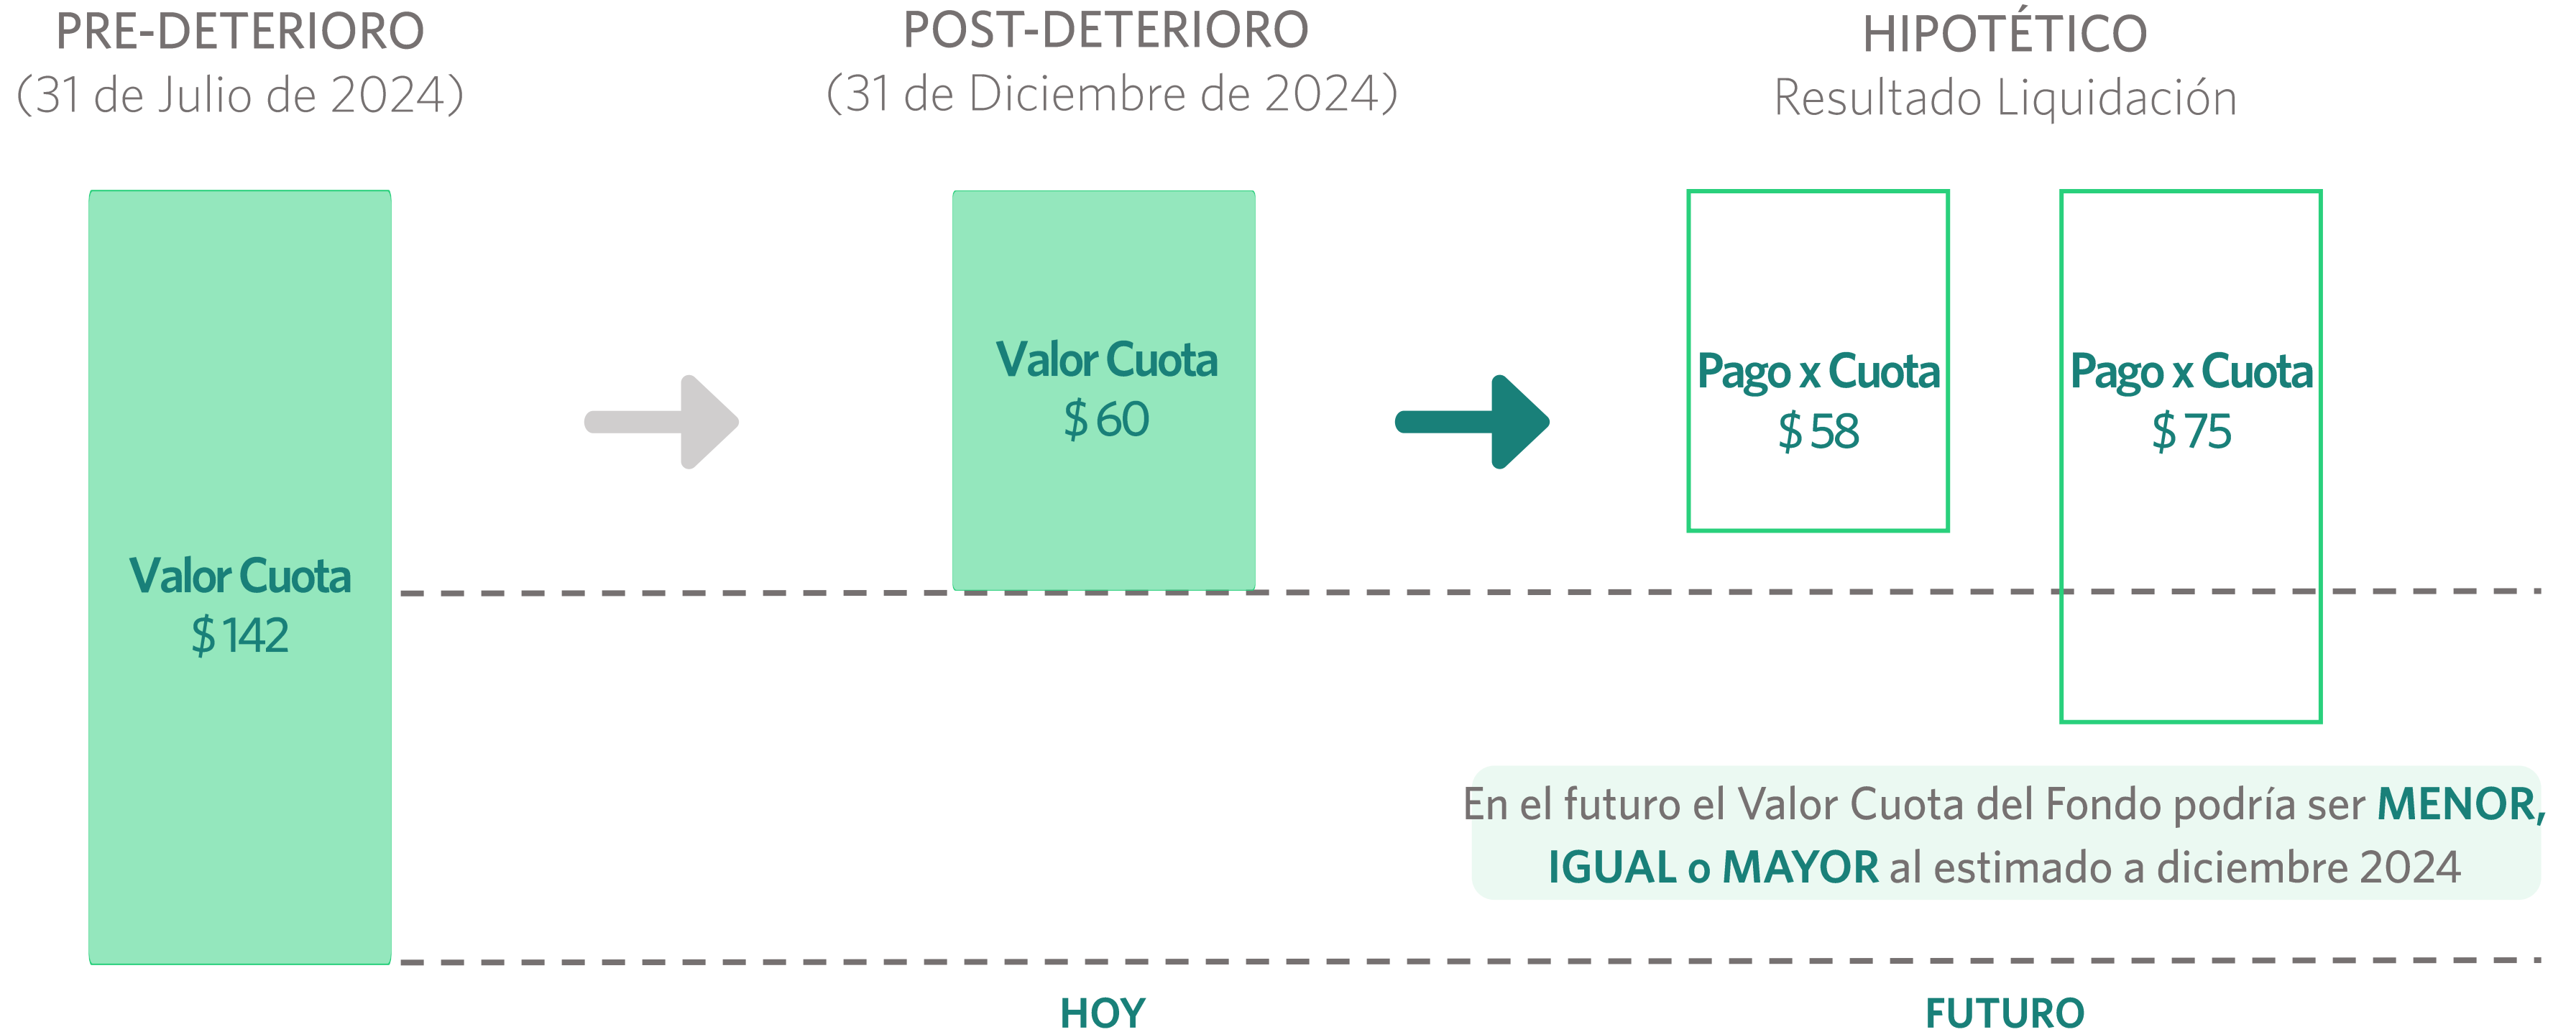 PRE-DETERIORO
(31 de Julio de 2024)
POST-DETERIORO
(31 de Diciembre de 2024)
HIPOTÉTICO
Resultado Liquidación
Valor Cuota
$ 142
Valor Cuota
$ 60
Pago x Cuota
$ 58
Pago x Cuota
$ 75
En el futuro el Valor Cuota del Fondo podría ser MENOR,
IGUAL o MAYOR al estimado a diciembre 2024
HOY
FUTURO